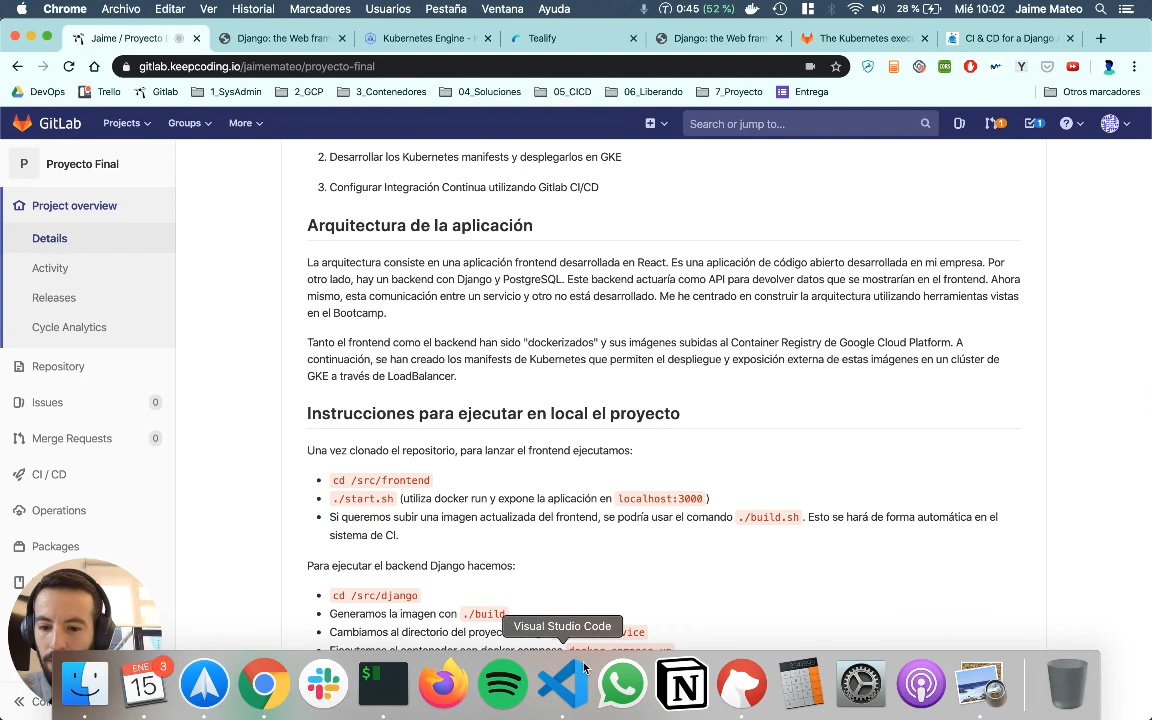 Chrome Archivo Editar Ver Historial Marcadores Usuarios Pestaña Ventana Ayuda 0:45 (52 %) 28 % Mié 10:02 Jaime Mateo
Jaime / Proyecto Django: the Web fram Kubernetes Engine - K Tealify Django: the Web fram The Kubernetes exec CI & CD for a Django A
gitlab.keepcoding.io/jaimemateo/proyecto-final
DevOps Trello Gitlab 1_SysAdmin 2_GCP 3_Contenedores 04_Soluciones 05_CICD 06_Liberando 7_Proyecto Entrega Otros marcadores
GitLab Projects Groups More Search or jump to... 1 1
P Proyecto Final
Project overview
Details
Activity
Releases
Cycle Analytics
Repository
Issues 0
Merge Requests 0
CI / CD
Operations
Packages
2. Desarrollar los Kubernetes manifests y desplegarlos en GKE
3. Configurar Integración Continua utilizando Gitlab CI/CD
Arquitectura de la aplicación
La arquitectura consiste en una aplicación frontend desarrollada en React. Es una aplicación de código abierto desarrollada en mi empresa. Por
otro lado, hay un backend con Django y PostgreSQL. Este backend actuaría como API para devolver datos que se mostrarían en el frontend. Ahora
mismo, esta comunicación entre un servicio y otro no está desarrollado. Me he centrado en construir la arquitectura utilizando herramientas vistas
en el Bootcamp.
Tanto el frontend como el backend han sido "dockerizados" y sus imágenes subidas al Container Registry de Google Cloud Platform. A
continuación, se han creado los manifests de Kubernetes que permiten el despliegue y exposición externa de estas imágenes en un clúster de
GKE a través de LoadBalancer.
Instrucciones para ejecutar en local el proyecto
Una vez clonado el repositorio, para lanzar el frontend ejecutamos:
cd /src/frontend
./start.sh (utiliza docker run y expone la aplicación en localhost:3000 )
Si queremos subir una imagen actualizada del frontend, se podría usar el comando ./build.sh . Esto se hará de forma automática en el
sistema de CI.
Para ejecutar el backend Django hacemos:
cd /src/django
Generamos la imagen con ./build
Cambiamos al directorio del proyec
Visual Studio Code
ENE 3
15